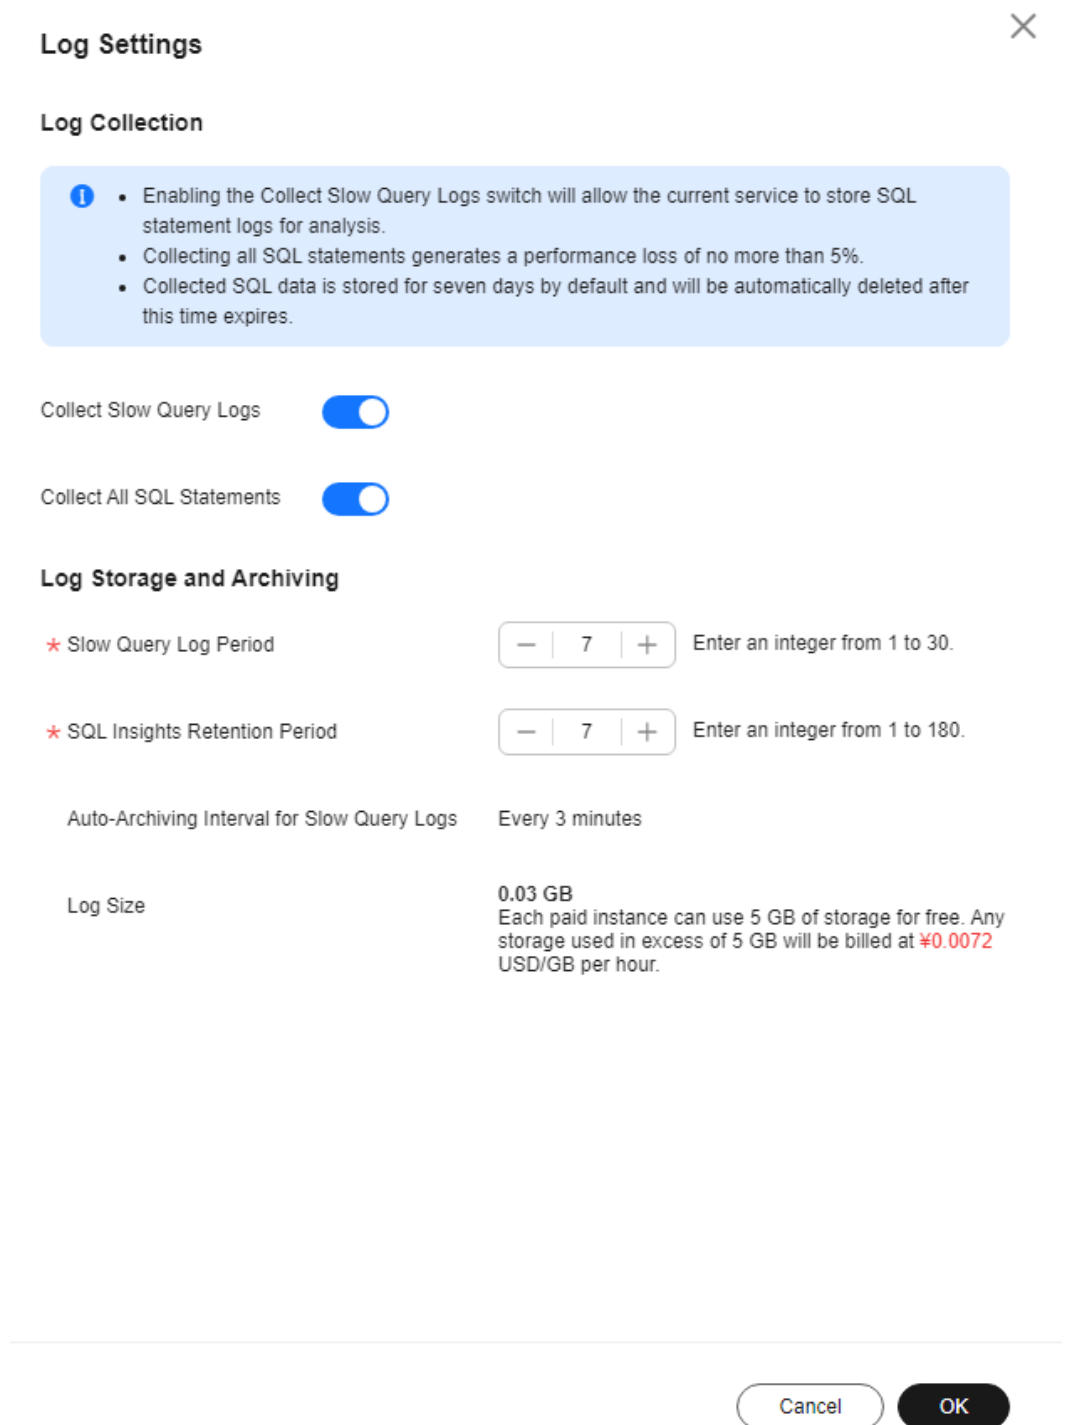 Log Settings
Log Collection
• Enabling the Collect Slow Query Logs switch will allow the current service to store SQL
statement logs for analysis.
• Collecting all SQL statements generates a performance loss of no more than 5%.
• Collected SQL data is stored for seven days by default and will be automatically deleted after
this time expires.
Collect Slow Query Logs
Collect All SQL Statements
Log Storage and Archiving
* Slow Query Log Period − 7 + Enter an integer from 1 to 30.
* SQL Insights Retention Period − 7 + Enter an integer from 1 to 180.
Auto-Archiving Interval for Slow Query Logs Every 3 minutes
Log Size 0.03 GB
Each paid instance can use 5 GB of storage for free. Any
storage used in excess of 5 GB will be billed at ¥0.0072
USD/GB per hour.
Cancel OK